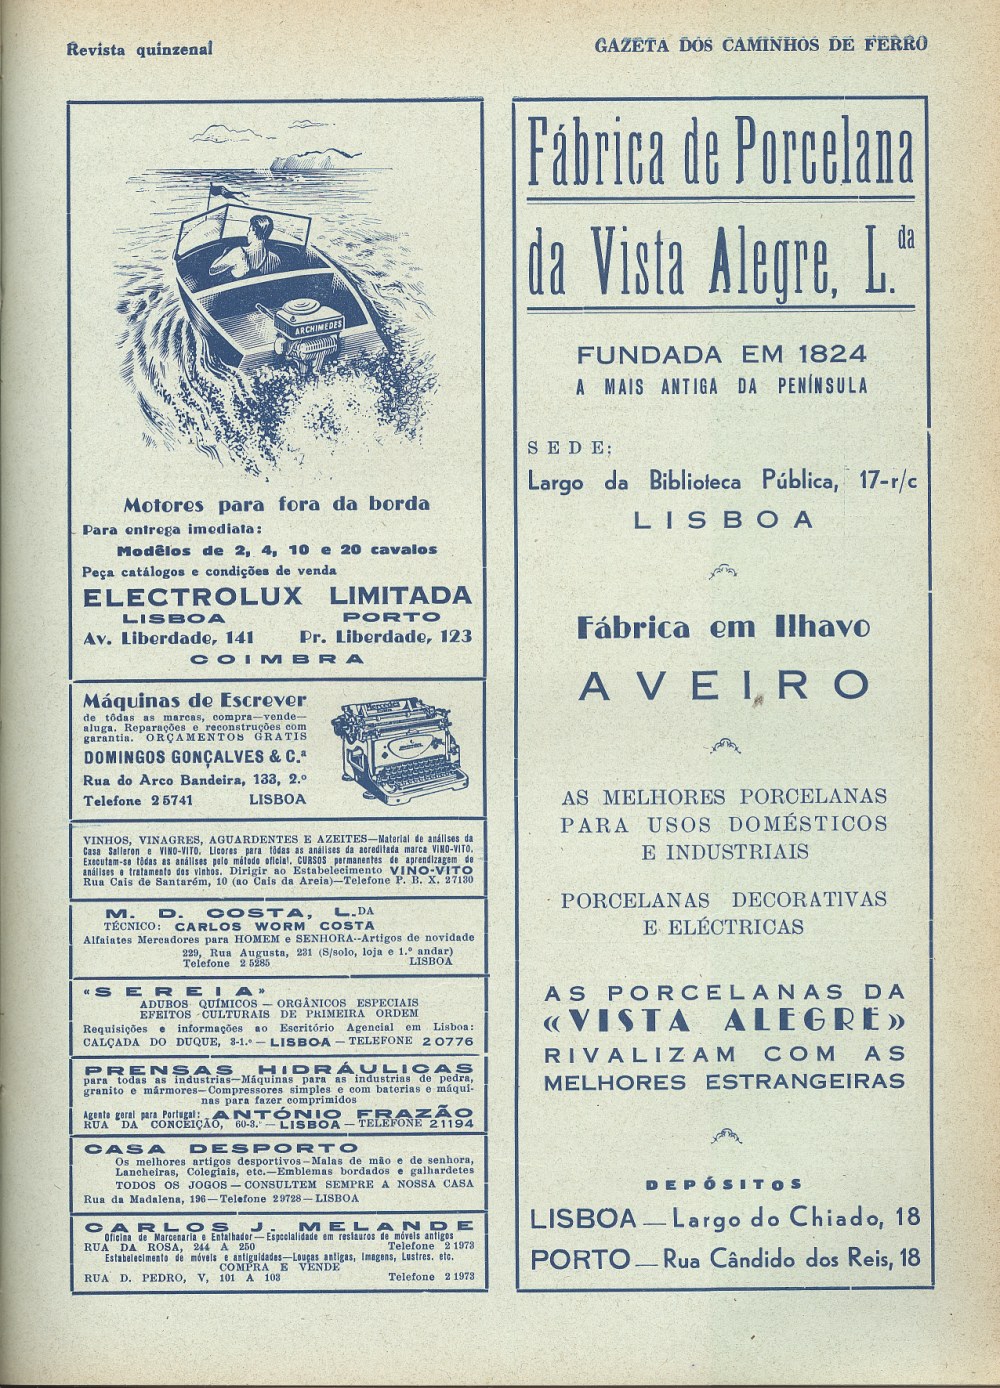 Revista quinzenal
GAZETA DOS CAMINHOS DE FERRO
ARCHIMEDES
Motores para fora da borda
Para entrega imediata:
Modêlos de 2, 4, 10 e 20 cavalos
Peça catálogos e condições de venda
ELECTROLUX LIMITADA
LISBOA PORTO
Av. Liberdade, 141 Pr. Liberdade, 123
COIMBRA
Máquinas de Escrever
de tôdas as marcas, compra—vende—
aluga. Reparações e reconstruções com
garantia. ORÇAMENTOS GRATIS
DOMINGOS GONÇALVES & C.ª
Rua do Arco Bandeira, 133, 2.º
Telefone 2 5741 LISBOA
Mercedes
VINHOS, VINAGRES, AGUARDENTES E AZEITES—Material de análises da
Casa Salleron e VINO-VITO. Licores para tôdas as análises da acreditada marca VINO-VITO.
Executam-se tôdas as análises pelo método oficial. CURSOS permanentes de aprendizagem de
análises e tratamento dos vinhos. Dirigir ao Estabelecimento VINO-VITO
Rua Cais de Santarém, 10 (ao Cais da Areia)—Telefone P. B. X. 27130
M. D. COSTA, L.DA
TÉCNICO: CARLOS WORM COSTA
Alfaiates Mercadores para HOMEM e SENHORA--Artigos de novidade
229, Rua Augusta, 231 (S/solo, loja e 1.º andar)
Telefone 2 5285 LISBOA
«SEREIA»
ADUBOS QUÍMICOS — ORGÂNICOS ESPECIAIS
EFEITOS CULTURAIS DE PRIMEIRA ORDEM
Requisições e informações ao Escritório Agencial em Lisboa:
CALÇADA DO DUQUE, 3-1.º — LISBOA — TELEFONE 2 0776
PRENSAS HIDRÁULICAS
para todas as industrias—Máquinas para as industrias de pedra,
granito e mármores—Compressores simples e com baterias e máqui-
nas para fazer comprimidos
Agente geral para Portugal: ANTÓNIO FRAZÃO
RUA DA CONCEIÇÃO, 60-3.º — LISBOA — TELEFONE 2 1194
CASA DESPORTO
Os melhores artigos desportivos—Malas de mão e de senhora,
Lancheiras, Colegiais, etc.—Emblemas bordados e galhardetes
TODOS OS JOGOS — CONSULTEM SEMPRE A NOSSA CASA
Rua da Madalena, 196—Telefone 2 9728—LISBOA
CARLOS J. MELANDE
Oficina de Marcenaria e Entalhador—Espcolalidade em restauros de móveis antigos
RUA DA ROSA, 244 A 250 Telefone 2 1973
Estabelecimento de móveis e antiguidades—Louças antigas, Imagens, Lustres. etc.
COMPRA E VENDE
RUA D. PEDRO, V, 101 A 103 Telefone 2 1973
Fábrica de Porcelana
da Vista Alegre, L.da
FUNDADA EM 1824
A MAIS ANTIGA DA PENÍNSULA
SEDE:
Largo da Biblioteca Pública, 17-r/c
LISBOA
Fábrica em Ilhavo
AVEIRO
AS MELHORES PORCELANAS
PARA USOS DOMÉSTICOS
E INDUSTRIAIS
PORCELANAS DECORATIVAS
E ELÉCTRICAS
AS PORCELANAS DA
«VISTA ALEGRE»
RIVALIZAM COM AS
MELHORES ESTRANGEIRAS
DEPÓSITOS
LISBOA — Largo do Chiado, 18
PORTO — Rua Cândido dos Reis, 18